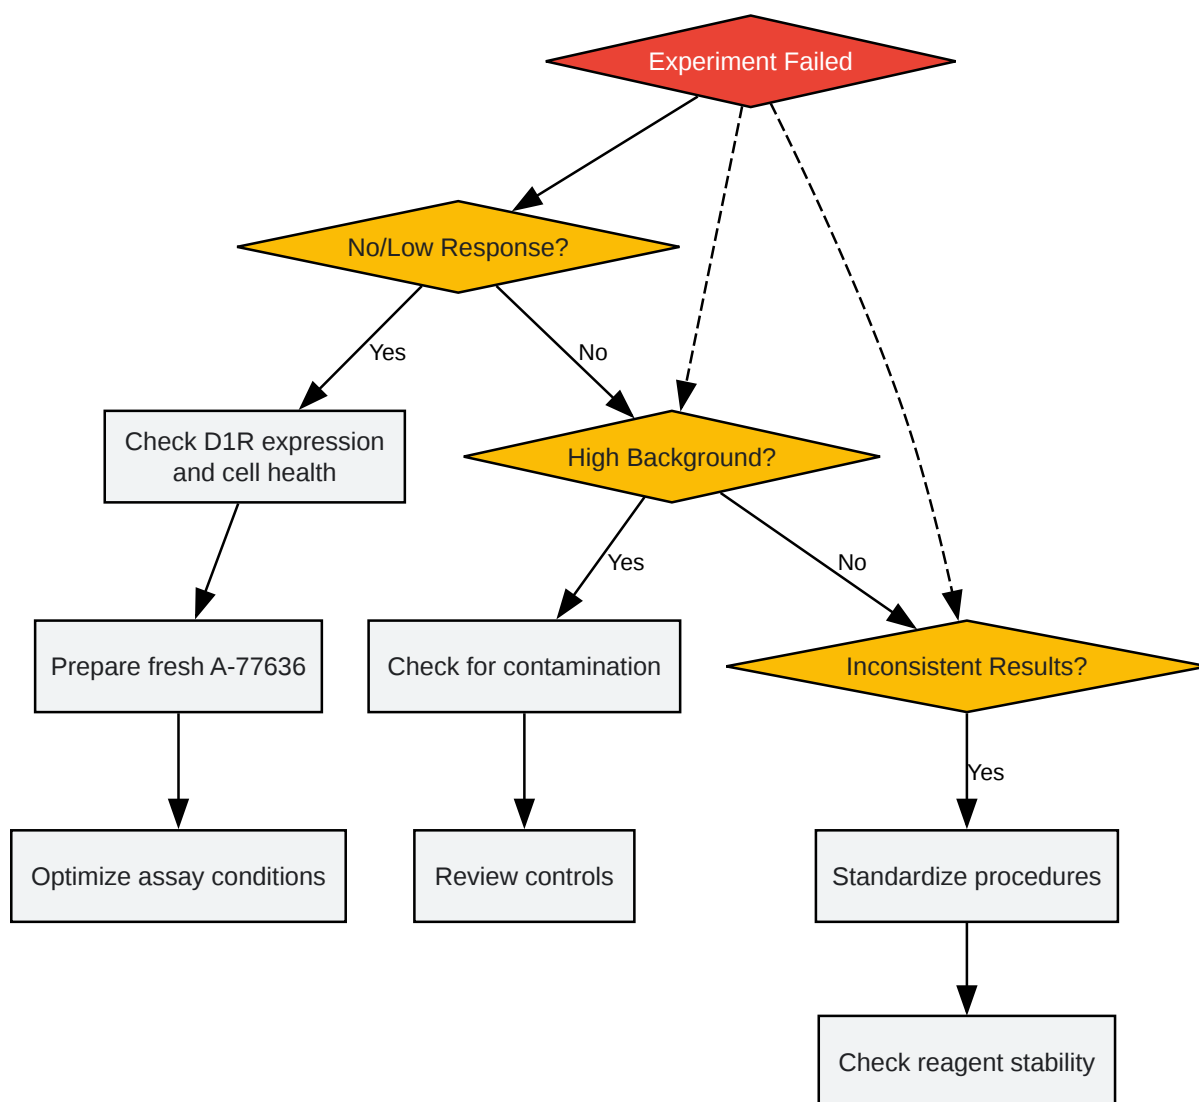 Experiment Failed
No/Low Response?
Yes
No
Check D1R expression
and cell health
High Background?
Yes
No
Prepare fresh A-77636
Check for contamination
Inconsistent Results?
Yes
Optimize assay conditions
Review controls
Standardize procedures
Check reagent stability